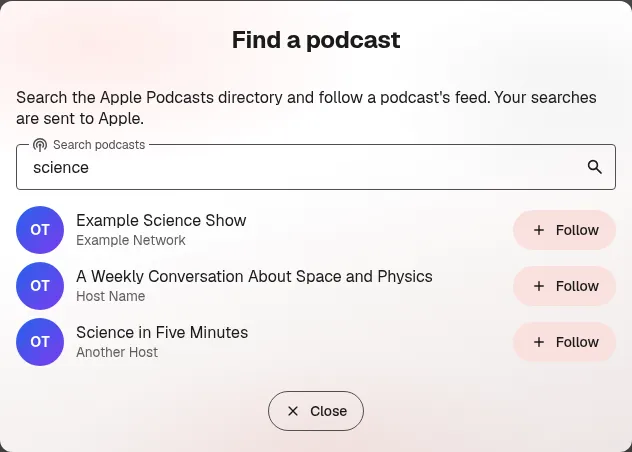 Find a podcast
Search the Apple Podcasts directory and follow a podcast's feed. Your searches
are sent to Apple.
Search podcasts
science
OT
Example Science Show
Example Network
+ Follow
OT
A Weekly Conversation About Space and Physics
Host Name
+ Follow
OT
Science in Five Minutes
Another Host
+ Follow
Close